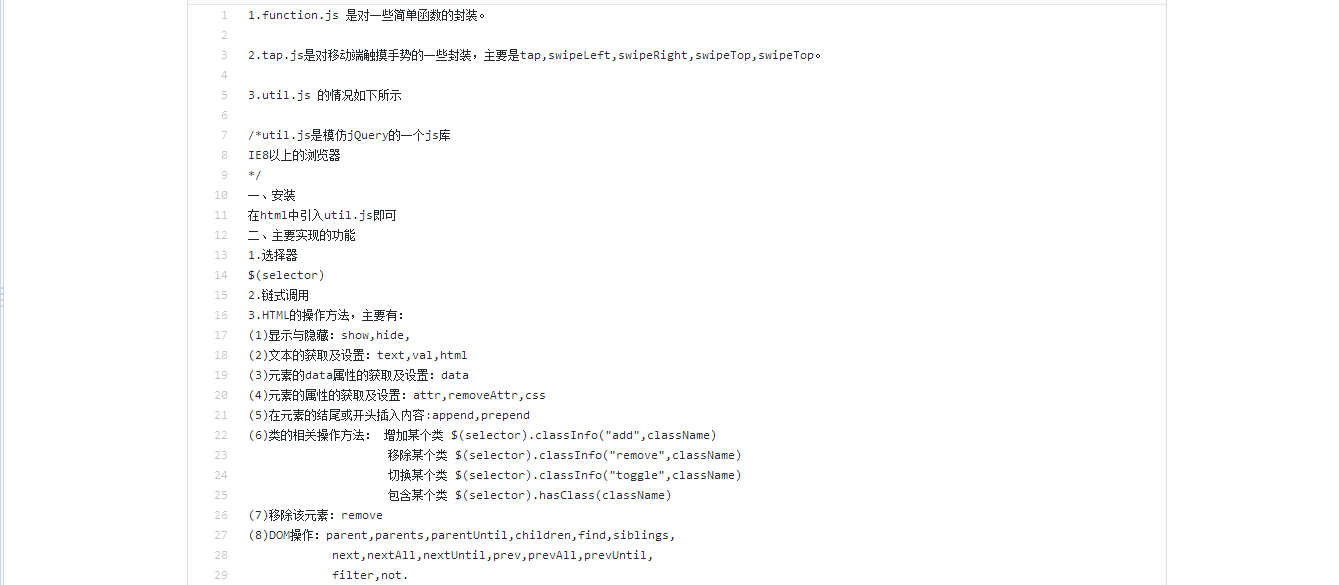 1 1.function.js 是对一些简单函数的封装。
2
3 2.tap.js是对移动端触摸手势的一些封装，主要是tap,swipeLeft,swipeRight,swipeTop,swipeTop。
4
5 3.util.js 的情况如下所示
6
7 /*util.js是模仿jQuery的一个js库
8 IE8以上的浏览器
9 */
10 一、安装
11 在html中引入util.js即可
12 二、主要实现的功能
13 1.选择器
14 $(selector)
15 2.链式调用
16 3.HTML的操作方法，主要有：
17 (1)显示与隐藏：show,hide,
18 (2)文本的获取及设置：text,val,html
19 (3)元素的data属性的获取及设置：data
20 (4)元素的属性的获取及设置：attr,removeAttr,css
21 (5)在元素的结尾或开头插入内容:append,prepend
22 (6)类的相关操作方法： 增加某个类 $(selector).classInfo("add",className)
23 移除某个类 $(selector).classInfo("remove",className)
24 切换某个类 $(selector).classInfo("toggle",className)
25 包含某个类 $(selector).hasClass(className)
26 (7)移除该元素：remove
27 (8)DOM操作：parent,parents,parentUntil,children,find,siblings,
28 next,nextAll,nextUntil,prev,prevAll,prevUntil,
29 filter,not.